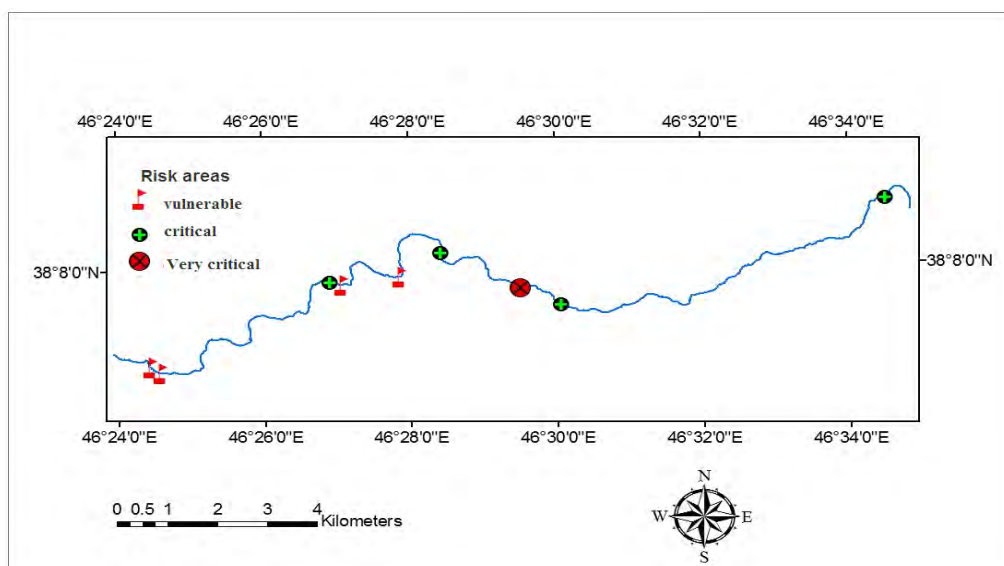 46°24'0"E 46°26'0"E 46°28'0"E 46°30'0"E 46°32'0"E 46°34'0"E
Risk areas
vulnerable
critical
Very critical
38°8'0"N 38°8'0"N
46°24'0"E 46°26'0"E 46°28'0"E 46°30'0"E 46°32'0"E 46°34'0"E
0 0.5 1 2 3 4
Kilometers
N
W E
S